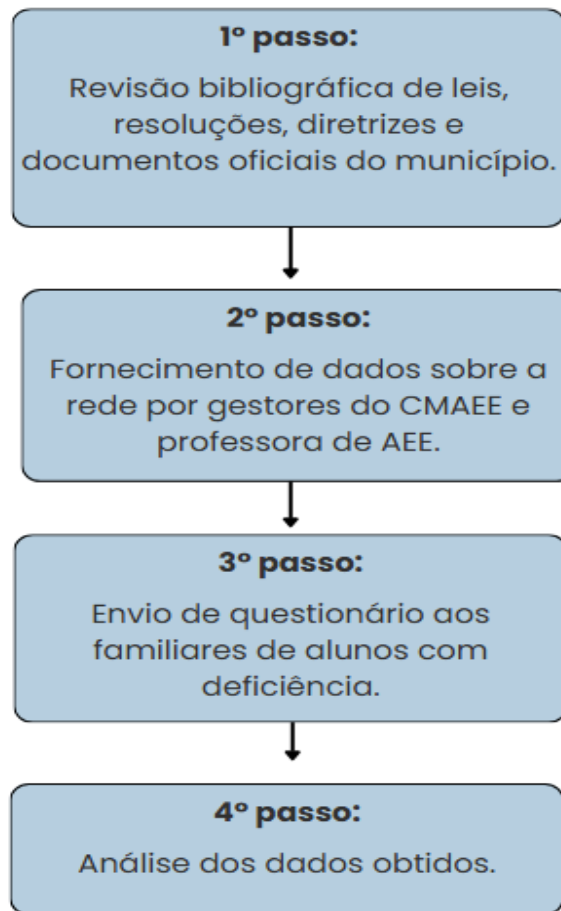 1º passo:
Revisão bibliográfica de leis,
resoluções, diretrizes e
documentos oficiais do município.
2º passo:
Fornecimento de dados sobre a
rede por gestores do CMAEE e
professora de AEE.
3º passo:
Envio de questionário aos
familiares de alunos com
deficiência.
4º passo:
Análise dos dados obtidos.